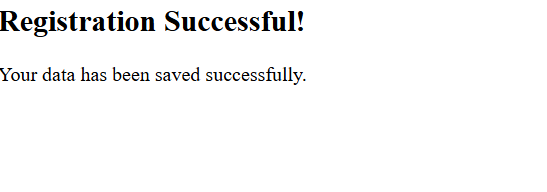 Registration Successful!
Your data has been saved successfully.